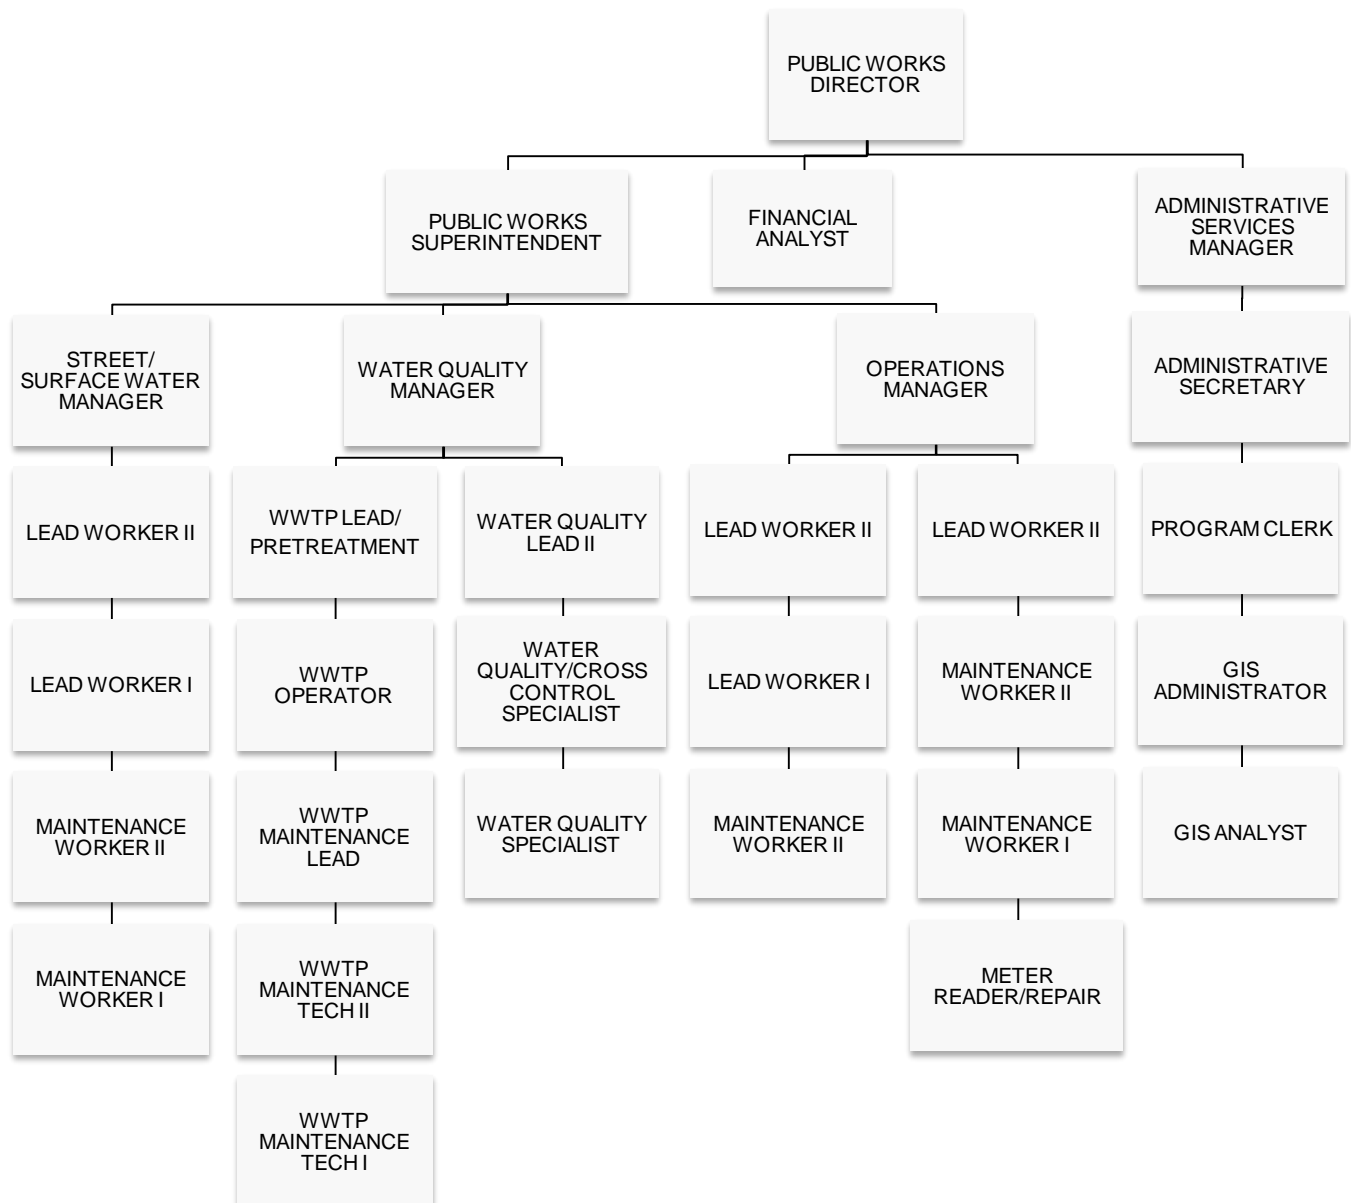 PUBLIC WORKS
DIRECTOR
PUBLIC WORKS
SUPERINTENDENT
FINANCIAL
ANALYST
ADMINISTRATIVE
SERVICES
MANAGER
STREET/
SURFACE WATER
MANAGER
WATER QUALITY
MANAGER
OPERATIONS
MANAGER
ADMINISTRATIVE
SECRETARY
LEAD WORKER II
WWTP LEAD/
PRETREATMENT
WATER QUALITY
LEAD II
LEAD WORKER II
LEAD WORKER II
PROGRAM CLERK
LEAD WORKER I
WWTP
OPERATOR
WATER
QUALITY/CROSS
CONTROL
SPECIALIST
LEAD WORKER I
MAINTENANCE
WORKER II
GIS
ADMINISTRATOR
MAINTENANCE
WORKER II
WWTP
MAINTENANCE
LEAD
WATER QUALITY
SPECIALIST
MAINTENANCE
WORKER II
MAINTENANCE
WORKER I
GIS ANALYST
MAINTENANCE
WORKER I
WWTP
MAINTENANCE
TECH II
METER
READER/REPAIR
WWTP
MAINTENANCE
TECH I